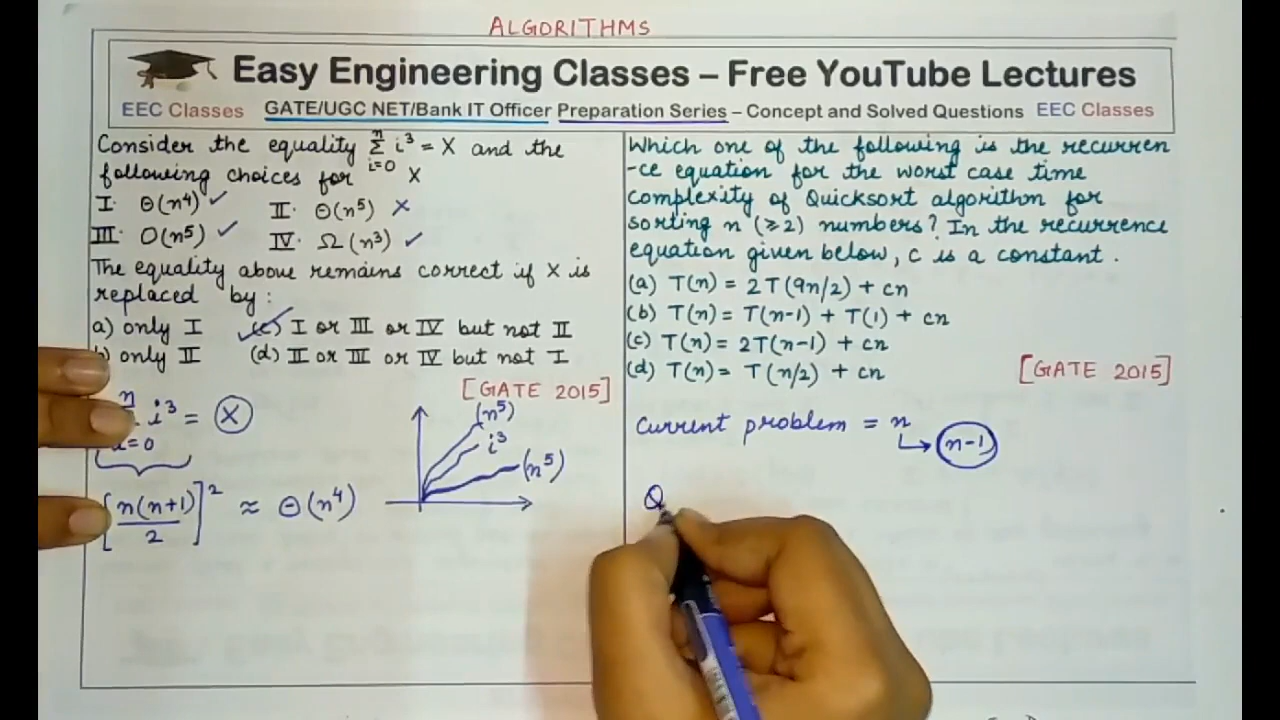 ALGORITHMS
Easy Engineering Classes – Free YouTube Lectures
EEC Classes GATE/UGC NET/Bank IT Officer Preparation Series – Concept and Solved Questions EEC Classes
Consider the equality n Σ i=0 i³ = X and the
following choices for X
I. Θ(n⁴) ✓ II. Θ(n⁵) ×
III. O(n⁵) ✓ IV. Ω(n³) ✓
The equality above remains correct if X is
replaced by :
a) only I (c) I or III or IV but not II
b) only II (d) II or III or IV but not I
[GATE 2015]
n i³ = X
i=0
[n(n+1)/2]² ≈ Θ(n⁴)
(n⁵)
i³
(n⁵)
Which one of the following is the recurren
-ce equation for the worst case time
complexity of Quicksort algorithm for
sorting n (≥2) numbers? In the recurrence
equation given below, c is a constant.
(a) T(n) = 2T(9n/2) + cn
(b) T(n) = T(n-1) + T(1) + cn
(c) T(n) = 2T(n-1) + cn
(d) T(n) = T(n/2) + cn
[GATE 2015]
Current problem = n
→ n-1
Q